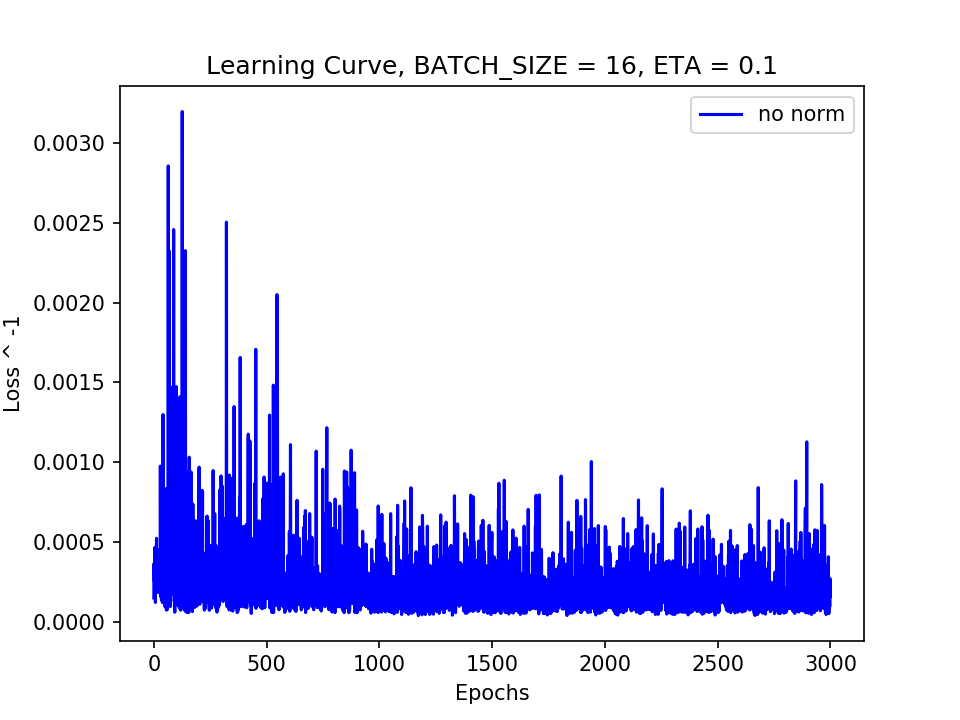 Learning Curve, BATCH_SIZE = 16, ETA = 0.1
no norm
0.0030
0.0025
0.0020
0.0015
0.0010
0.0005
0.0000
Loss ^ -1
0 500 1000 1500 2000 2500 3000
Epochs